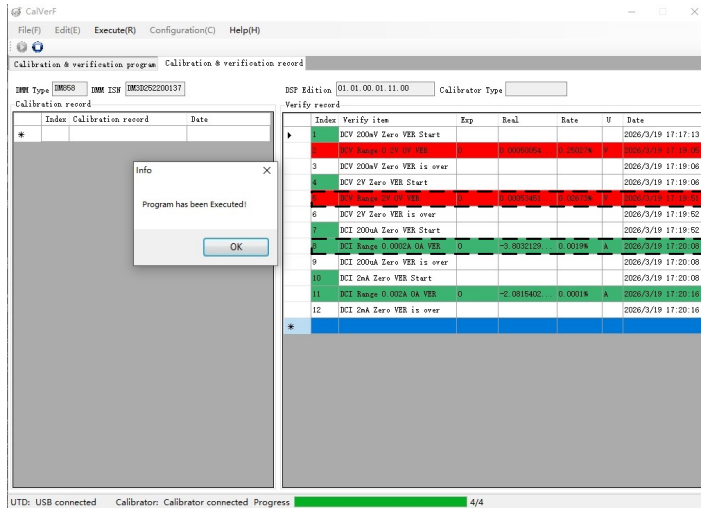 CalVerF
File(F) Edit(E) Execute(R) Configuration(C) Help(H)
Calibration & verification program Calibration & verification record
DMM Type DM858 DMM ISN DM3D252200137 DSP Edition 01.01.00.01.11.00 Calibrator Type
Calibration record
Index Calibration record Date
Verify record
Index Verify item Exp Real Rate U Date
1 DCV 200mV Zero VER Start 2026/3/19 17:17:13
2 DCV Range 0.2V 0V VER 0 0.00050054 0.25027% V 2026/3/19 17:19:05
3 DCV 200mV Zero VER is over 2026/3/19 17:19:06
4 DCV 2V Zero VER Start 2026/3/19 17:19:06
5 DCV Range 2V 0V VER 0 0.00053451 0.02673% V 2026/3/19 17:19:51
6 DCV 2V Zero VER is over 2026/3/19 17:19:52
7 DCI 200uA Zero VER Start 2026/3/19 17:19:52
8 DCI Range 0.0002A 0A VER 0 -3.8032129... 0.0019% A 2026/3/19 17:20:08
9 DCI 200uA Zero VER is over 2026/3/19 17:20:08
10 DCI 2mA Zero VER Start 2026/3/19 17:20:08
11 DCI Range 0.002A 0A VER 0 -2.0815402... 0.0001% A 2026/3/19 17:20:16
12 DCI 2mA Zero VER is over 2026/3/19 17:20:16
Info
Program has been Executed!
OK
UTD: USB connected Calibrator: Calibrator connected Progress 4/4